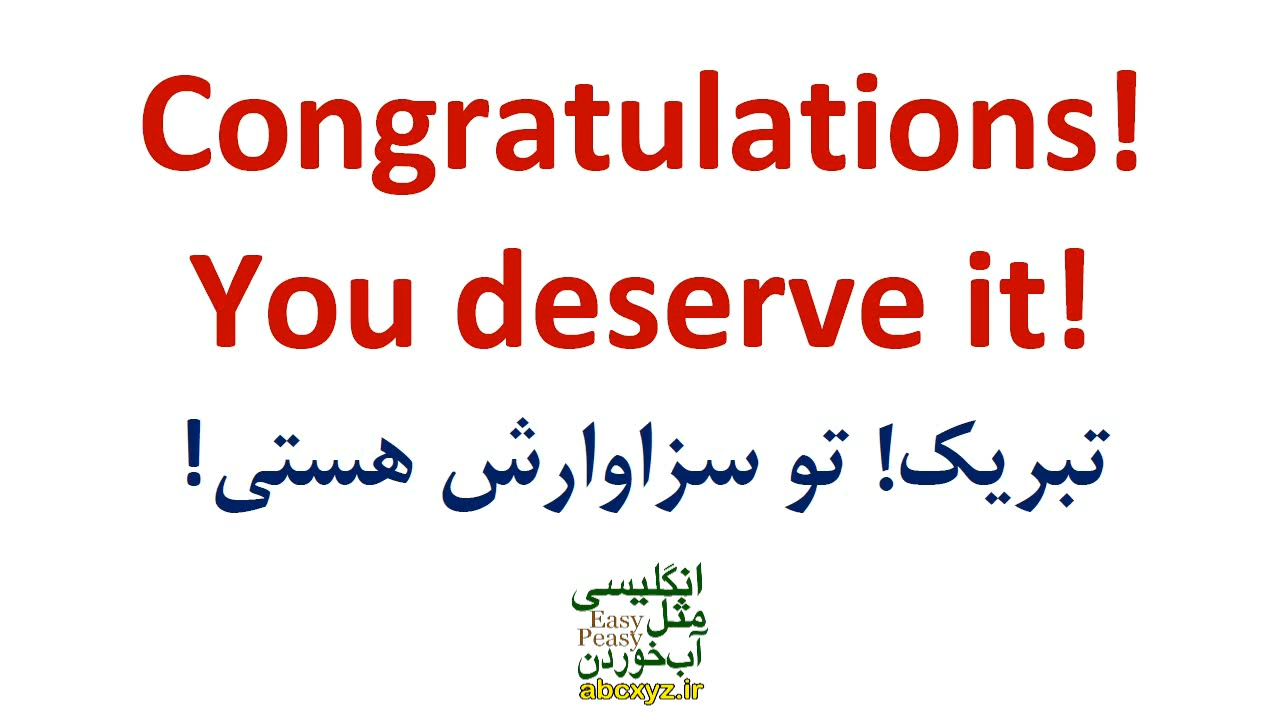 Congratulations!
You deserve it!
تبریک! تو سزاوارش هستی!
انگلیسی
مثل Easy
Peasy
آب‌خوردن
abcxyz.ir